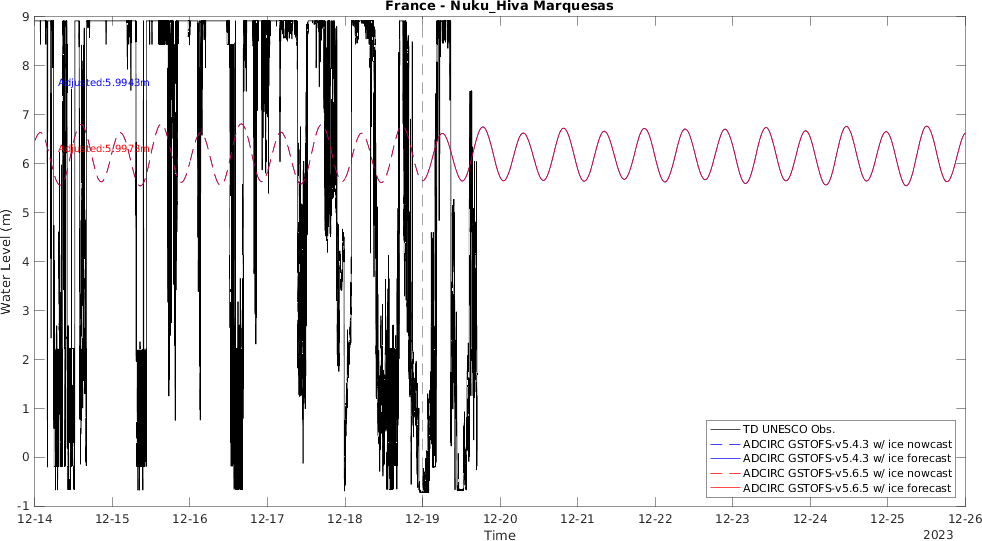 France - Nuku_Hiva Marquesas
Water Level (m)
9
8
7
6
5
4
3
2
1
0
-1
Adjusted:5.9943m
Adjusted:5.9973m
TD UNESCO Obs.
ADCIRC GSTOFS-v5.4.3 w/ ice nowcast
ADCIRC GSTOFS-v5.4.3 w/ ice forecast
ADCIRC GSTOFS-v5.6.5 w/ ice nowcast
ADCIRC GSTOFS-v5.6.5 w/ ice forecast
12-14 12-15 12-16 12-17 12-18 12-19 12-20 12-21 12-22 12-23 12-24 12-25 12-26
Time
2023